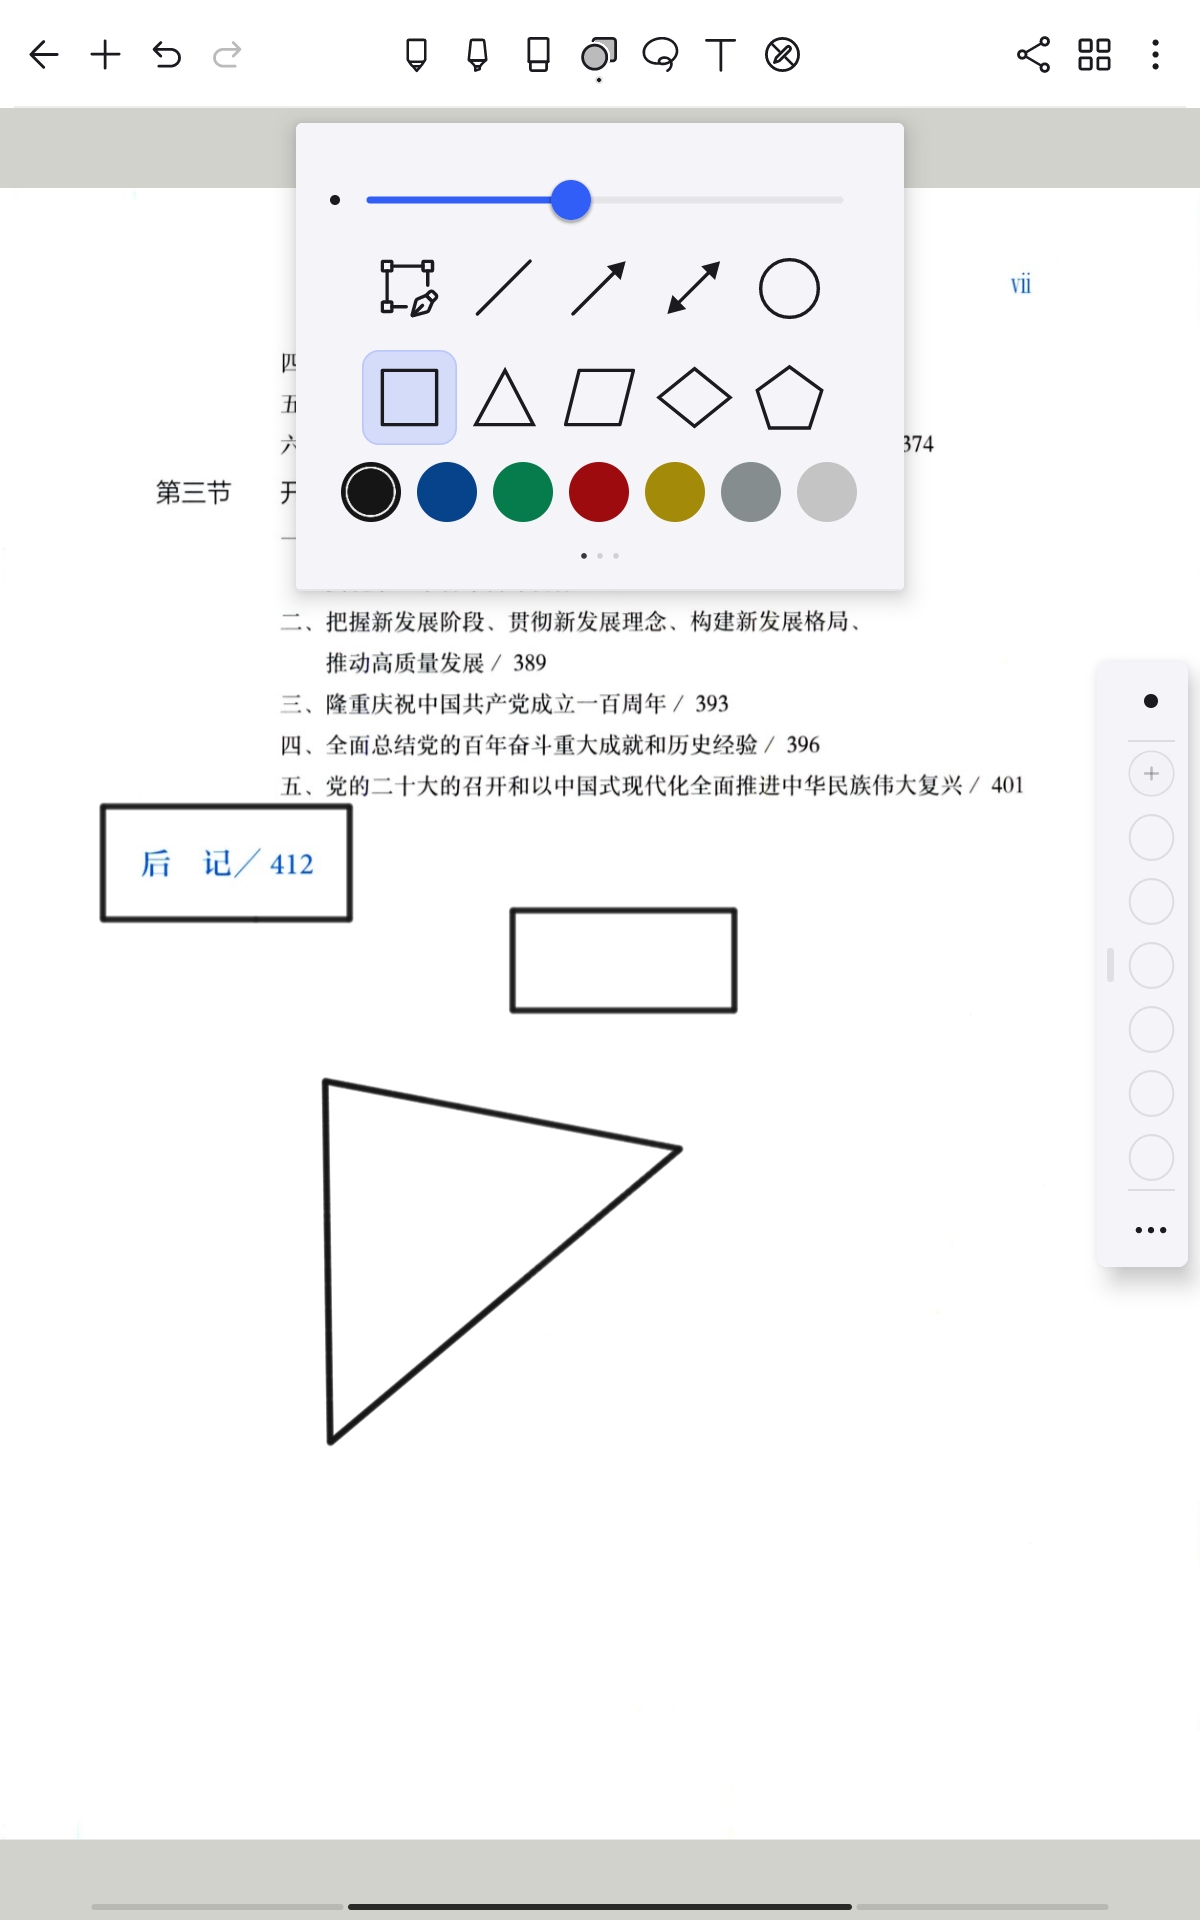 vii
四
五
六
374
第三节 开
一
二、把握新发展阶段、贯彻新发展理念、构建新发展格局、
推动高质量发展 / 389
三、隆重庆祝中国共产党成立一百周年 / 393
四、全面总结党的百年奋斗重大成就和历史经验 / 396
五、党的二十大的召开和以中国式现代化全面推进中华民族伟大复兴 / 401
后 记 / 412